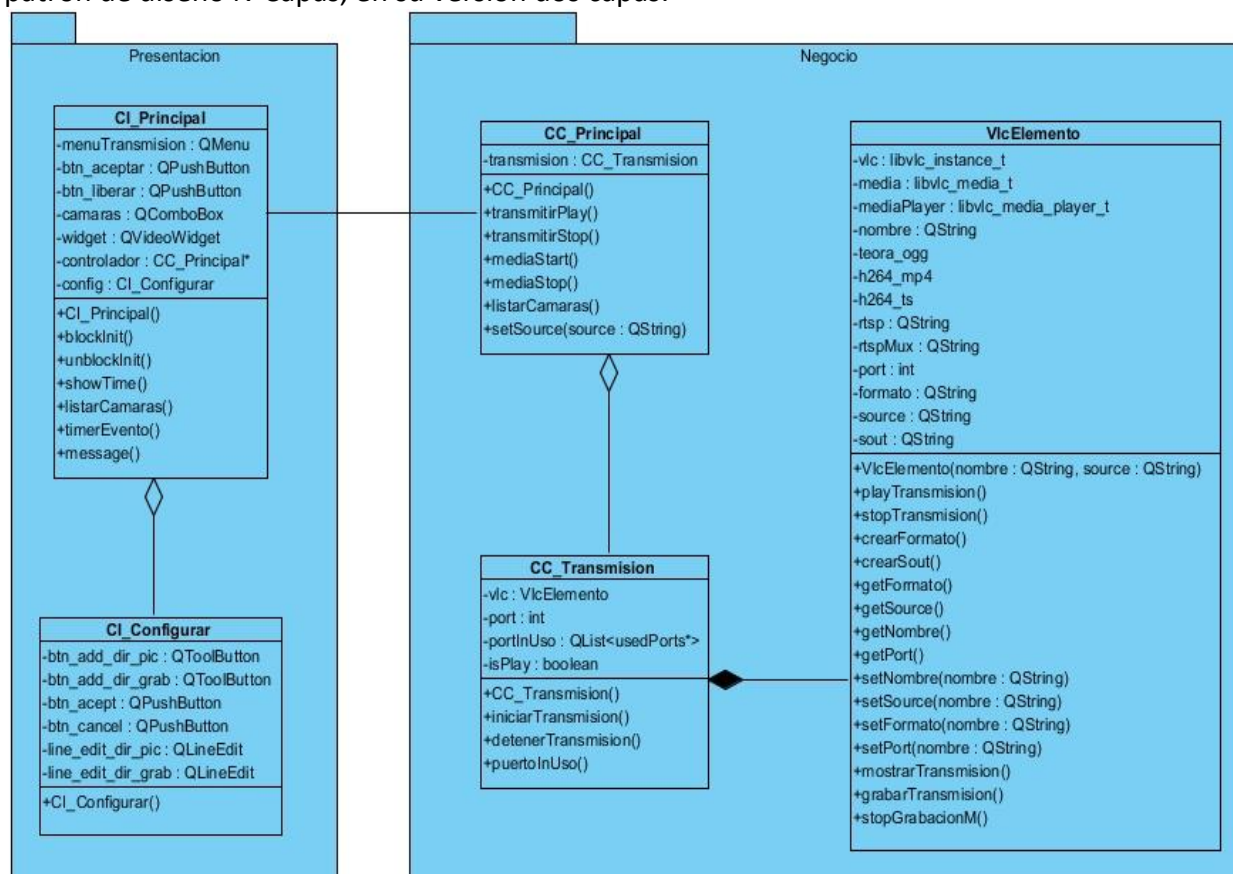 patrón de diseño N-Capas, en su versión dos capas.
Presentacion
CI_Principal
-menuTransmision : QMenu
-btn_aceptar : QPushButton
-btn_liberar : QPushButton
-camaras : QComboBox
-widget : QVideoWidget
-controlador : CC_Principal*
-config : CI_Configurar
+CI_Principal()
+blockInit()
+unblockInit()
+showTime()
+listarCamaras()
+timerEvento()
+message()
CI_Configurar
-btn_add_dir_pic : QToolButton
-btn_add_dir_grab : QToolButton
-btn_acept : QPushButton
-btn_cancel : QPushButton
-line_edit_dir_pic : QLineEdit
-line_edit_dir_grab : QLineEdit
+CI_Configurar()
Negocio
CC_Principal
-transmision : CC_Transmision
+CC_Principal()
+transmitirPlay()
+transmitirStop()
+mediaStart()
+mediaStop()
+listarCamaras()
+setSource(source : QString)
CC_Transmision
-vlc : VlcElemento
-port : int
-portInUso : QList<usedPorts*>
-isPlay : boolean
+CC_Transmision()
+iniciarTransmision()
+detenerTransmision()
+puertoInUso()
VlcElemento
-vlc : libvlc_instance_t
-media : libvlc_media_t
-mediaPlayer : libvlc_media_player_t
-nombre : QString
-teora_ogg
-h264_mp4
-h264_ts
-rtsp : QString
-rtspMux : QString
-port : int
-formato : QString
-source : QString
-sout : QString
+VlcElemento(nombre : QString, source : QString)
+playTransmision()
+stopTransmision()
+crearFormato()
+crearSout()
+getFormato()
+getSource()
+getNombre()
+getPort()
+setNombre(nombre : QString)
+setSource(nombre : QString)
+setFormato(nombre : QString)
+setPort(nombre : QString)
+mostrarTransmision()
+grabarTransmision()
+stopGrabacionM()